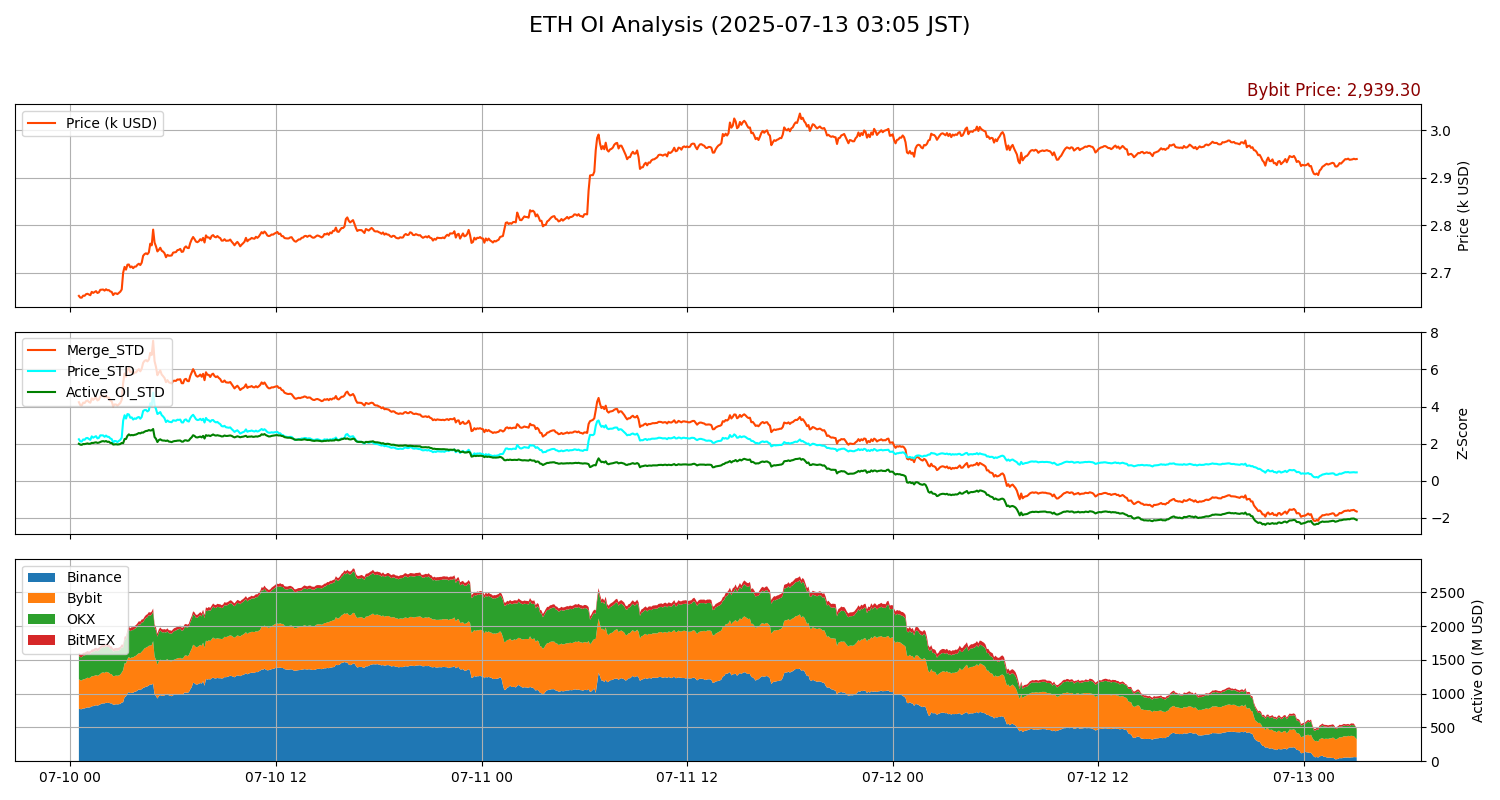 ETH OI Analysis (2025-07-13 03:05 JST)
Bybit Price: 2,939.30
Price (k USD)
3.0
2.9
2.8
2.7
Price (k USD)
Merge_STD
Price_STD
Active_OI_STD
8
6
4
2
0
−2
Z-Score
Binance
Bybit
OKX
BitMEX
2500
2000
1500
1000
500
0
Active OI (M USD)
07-10 00
07-10 12
07-11 00
07-11 12
07-12 00
07-12 12
07-13 00